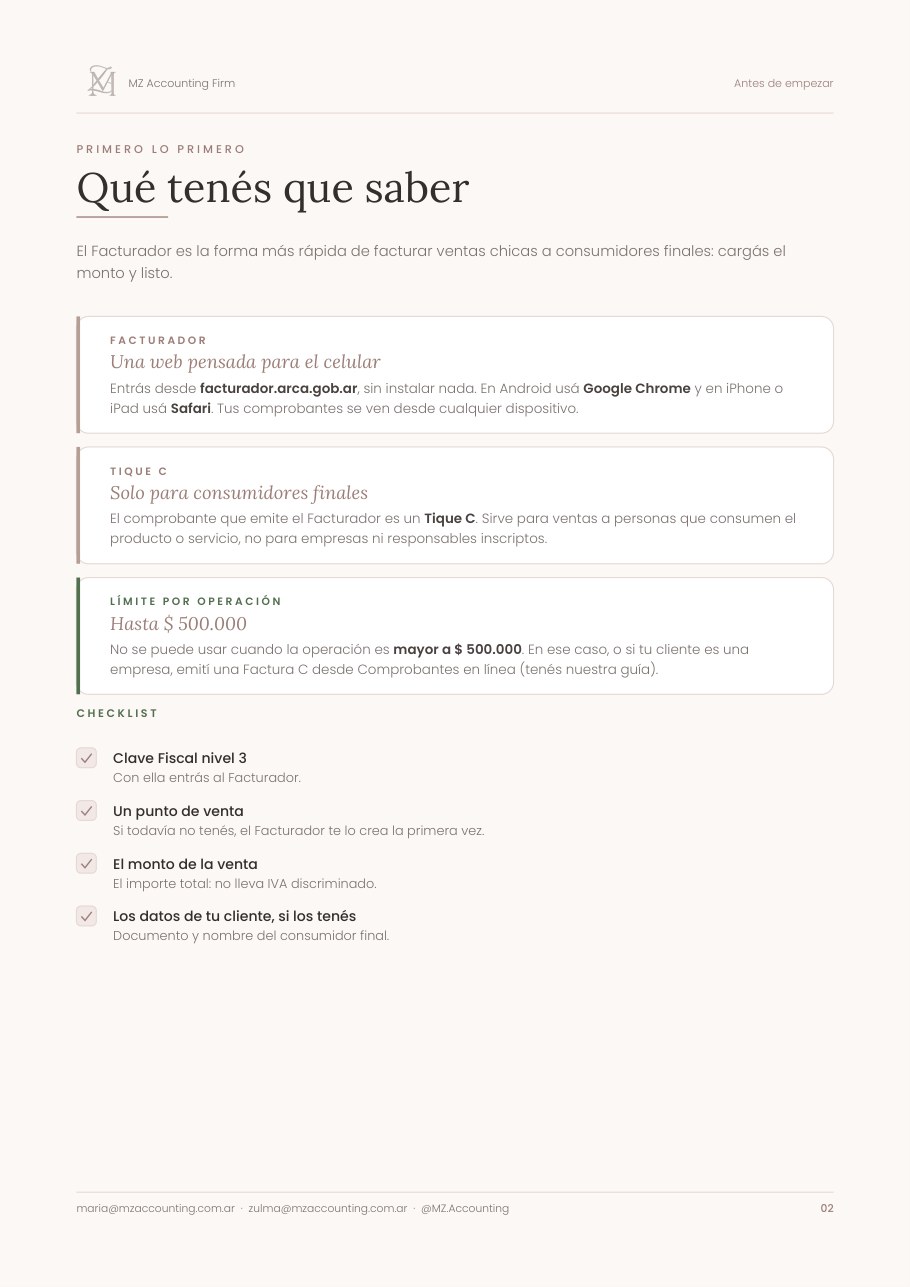 MZ Accounting Firm
Antes de empezar
PRIMERO LO PRIMERO
Qué tenés que saber
El Facturador es la forma más rápida de facturar ventas chicas a consumidores finales: cargás el
monto y listo.
FACTURADOR
Una web pensada para el celular
Entrás desde facturador.arca.gob.ar, sin instalar nada. En Android usá Google Chrome y en iPhone o
iPad usá Safari. Tus comprobantes se ven desde cualquier dispositivo.
TIQUE C
Solo para consumidores finales
El comprobante que emite el Facturador es un Tique C. Sirve para ventas a personas que consumen el
producto o servicio, no para empresas ni responsables inscriptos.
LÍMITE POR OPERACIÓN
Hasta $ 500.000
No se puede usar cuando la operación es mayor a $ 500.000. En ese caso, o si tu cliente es una
empresa, emití una Factura C desde Comprobantes en línea (tenés nuestra guía).
CHECKLIST
Clave Fiscal nivel 3
Con ella entrás al Facturador.
Un punto de venta
Si todavía no tenés, el Facturador te lo crea la primera vez.
El monto de la venta
El importe total: no lleva IVA discriminado.
Los datos de tu cliente, si los tenés
Documento y nombre del consumidor final.
maria@mzaccounting.com.ar · zulma@mzaccounting.com.ar · @MZ.Accounting
02